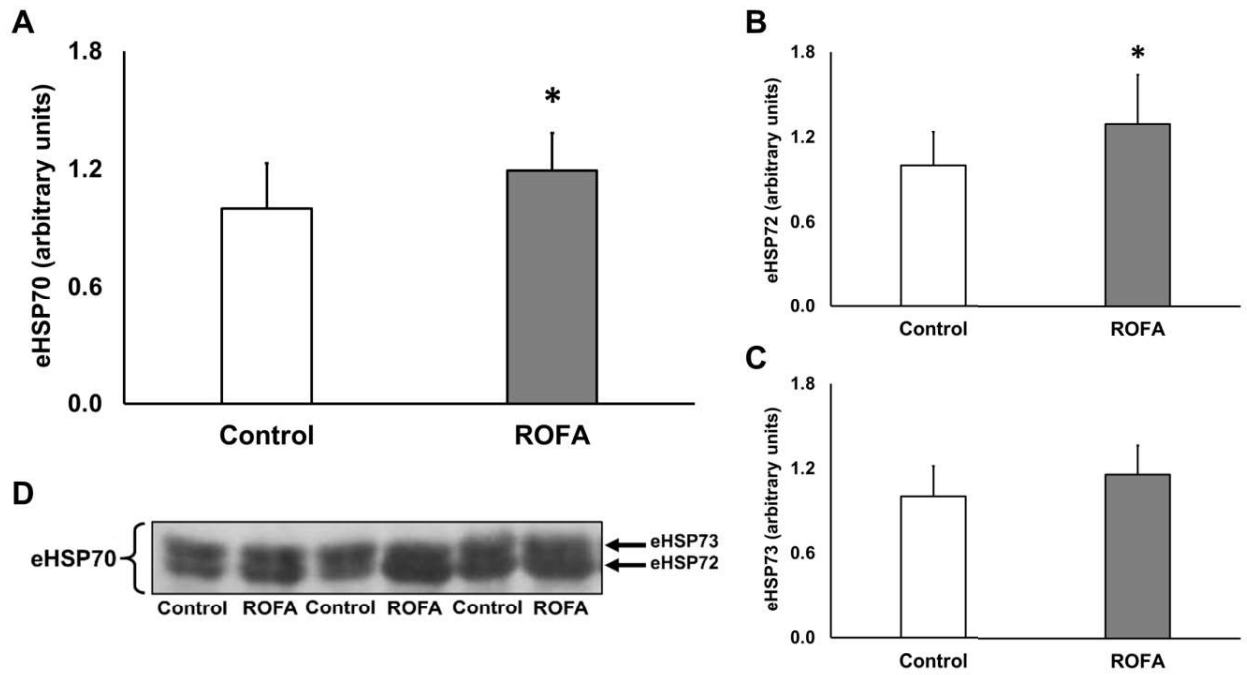 A
eHSP70 (arbitrary units)
1.8
1.2
0.6
0.0
*
Control ROFA
B
eHSP72 (arbitrary units)
1.8
1.2
0.6
0.0
*
Control ROFA
C
eHSP73 (arbitrary units)
1.8
1.2
0.6
0.0
Control ROFA
D
eHSP70
eHSP73
eHSP72
Control ROFA Control ROFA Control ROFA